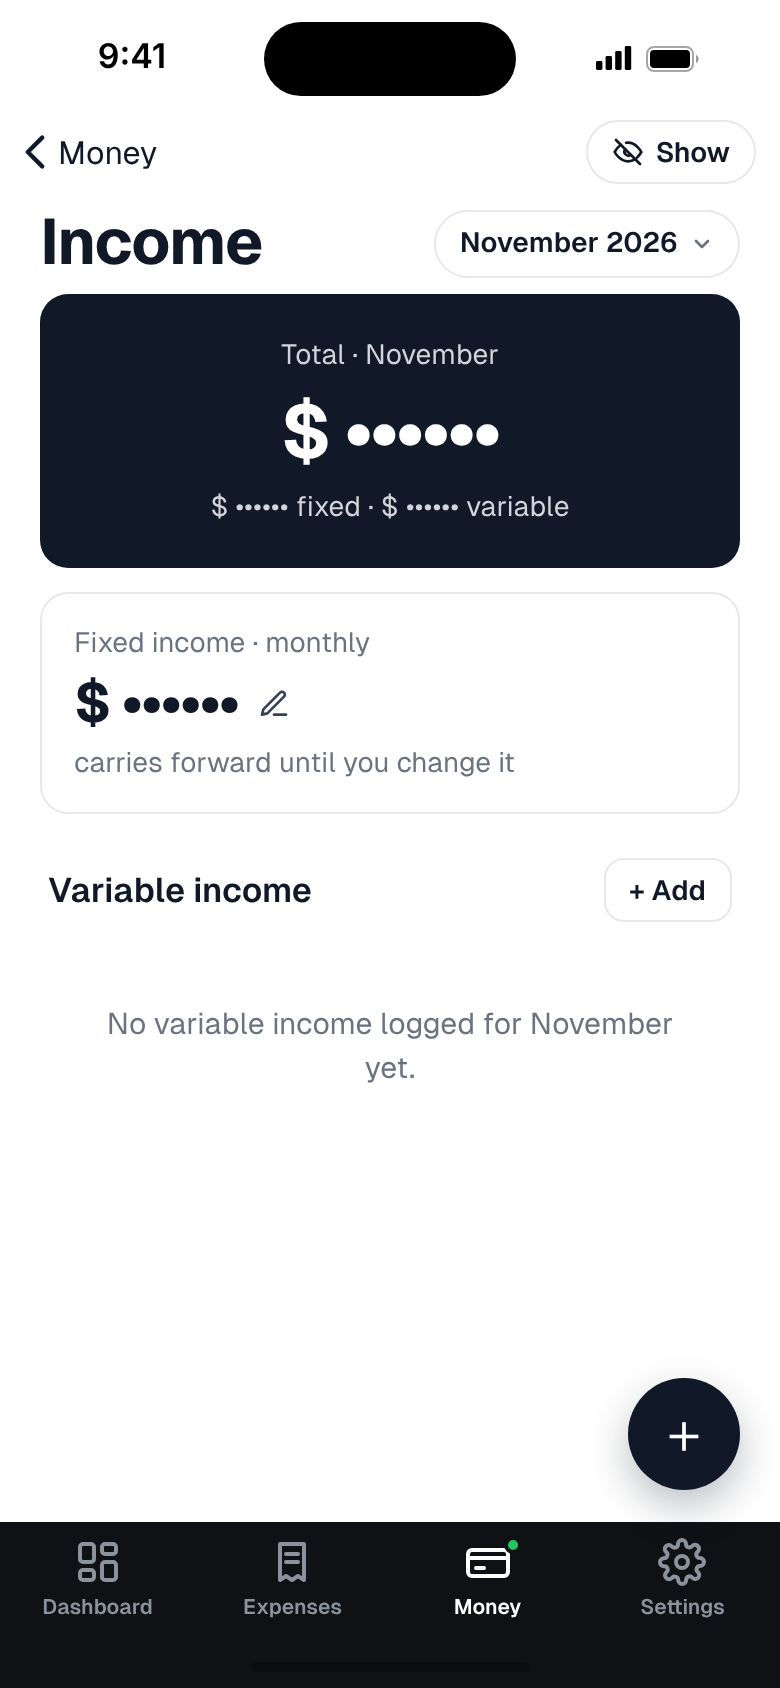 9:41
Money
Show
Income
November 2026
Total · November
$ ••••••
$ •••••• fixed · $ •••••• variable
Fixed income · monthly
$ ••••••
carries forward until you change it
Variable income
+ Add
No variable income logged for November
yet.
+
Dashboard
Expenses
Money
Settings